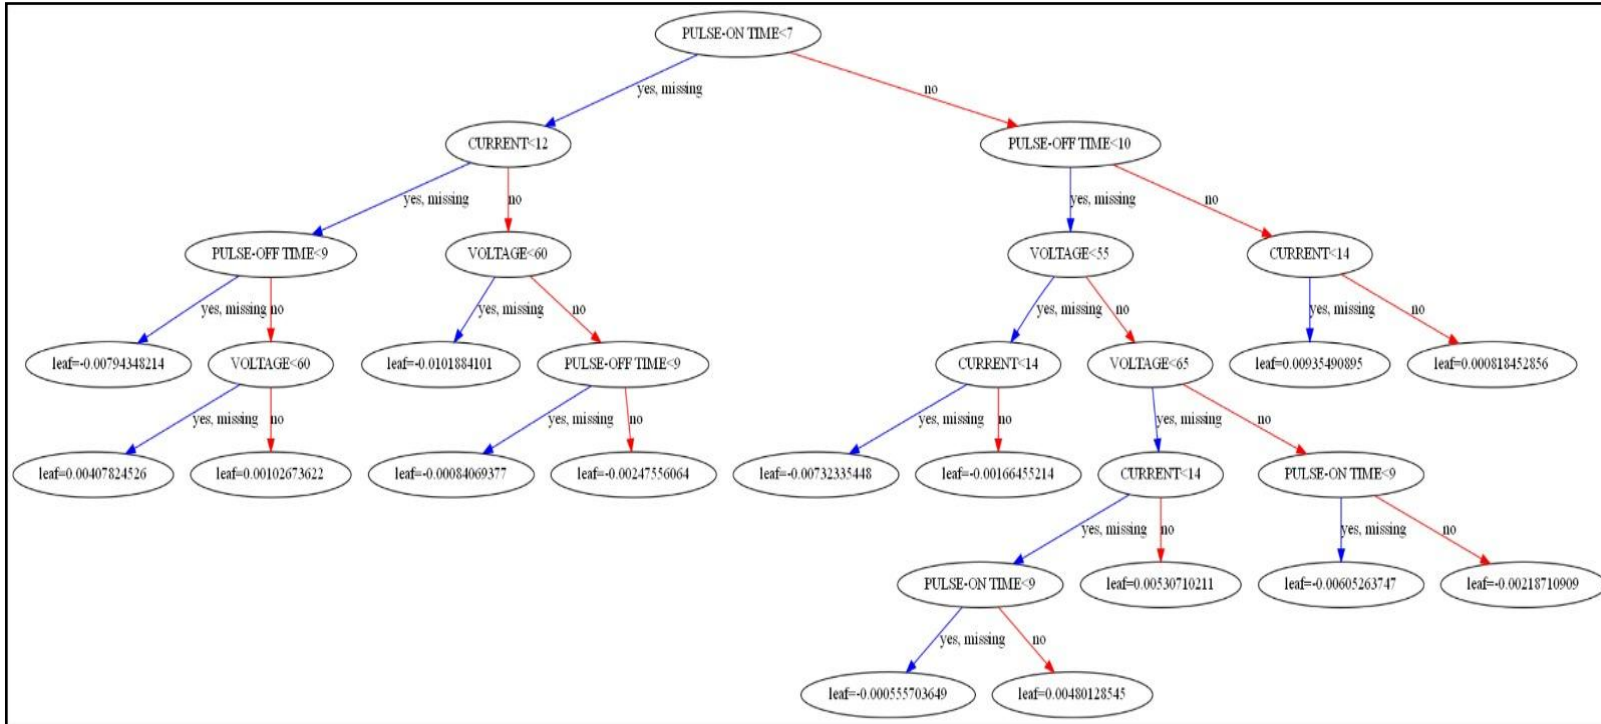 PULSE-ON TIME<7
yes, missing
no
CURRENT<12
PULSE-OFF TIME<10
yes, missing
no
yes, missing
no
PULSE-OFF TIME<9
VOLTAGE<60
VOLTAGE<55
CURRENT<14
yes, missing
no
yes, missing
no
yes, missing
no
yes, missing
no
leaf=-0.00794348214
VOLTAGE<60
leaf=-0.0101884101
PULSE-OFF TIME<9
CURRENT<14
VOLTAGE<65
leaf=0.00935490895
leaf=0.000818452856
yes, missing
no
yes, missing
no
yes, missing
no
yes, missing
no
leaf=0.00407824526
leaf=0.00102673622
leaf=-0.00084069377
leaf=-0.00247556064
leaf=-0.00732335448
leaf=-0.00166455214
CURRENT<14
PULSE-ON TIME<9
yes, missing
no
yes, missing
no
PULSE-ON TIME<9
leaf=0.00530710211
leaf=-0.00605263747
leaf=-0.00218710909
yes, missing
no
leaf=-0.000555703649
leaf=0.00480128545